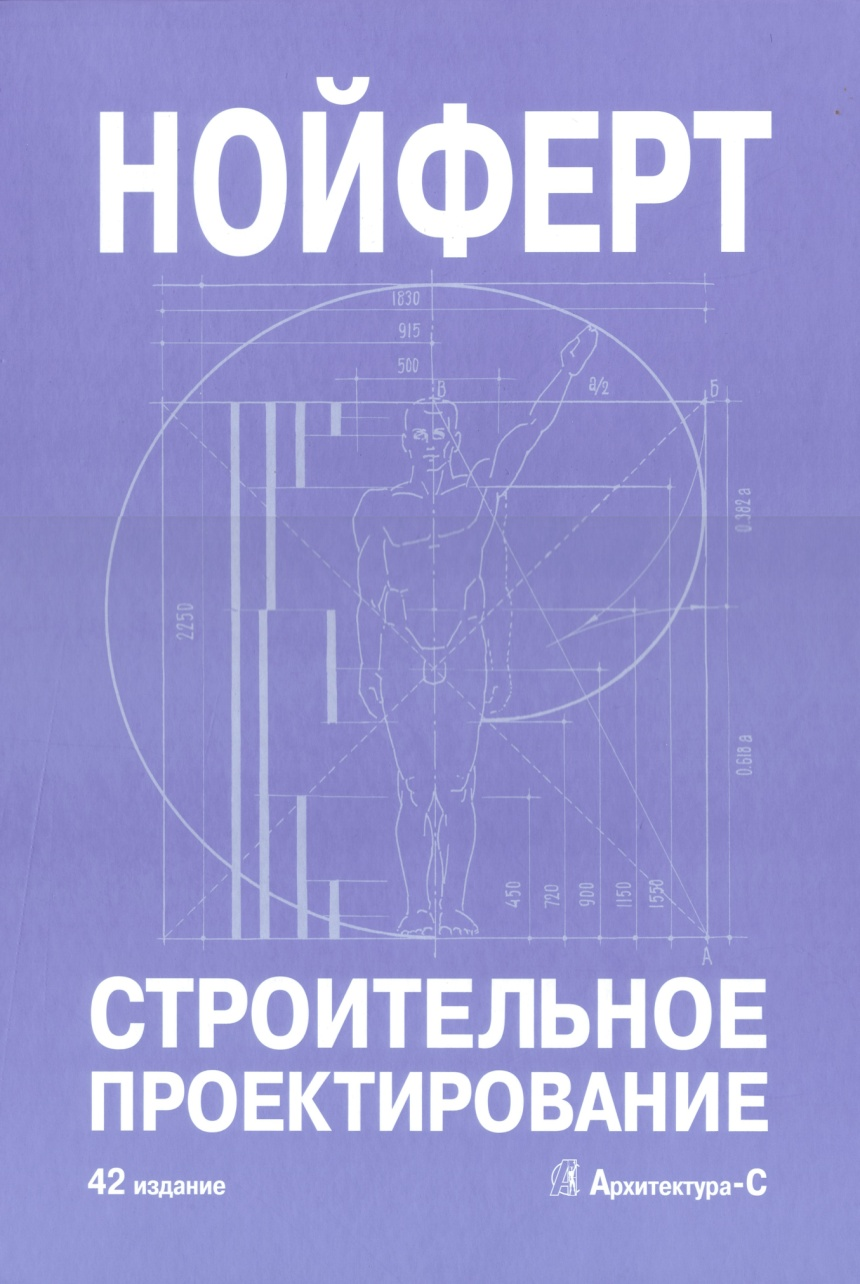 НОЙФЕРТ
1830
915
500
В
а/2
Б
0.382 а
2250
0.618 а
450
720
900
1150
1550
А
СТРОИТЕЛЬНОЕ
ПРОЕКТИРОВАНИЕ
42 издание
Архитектура-С